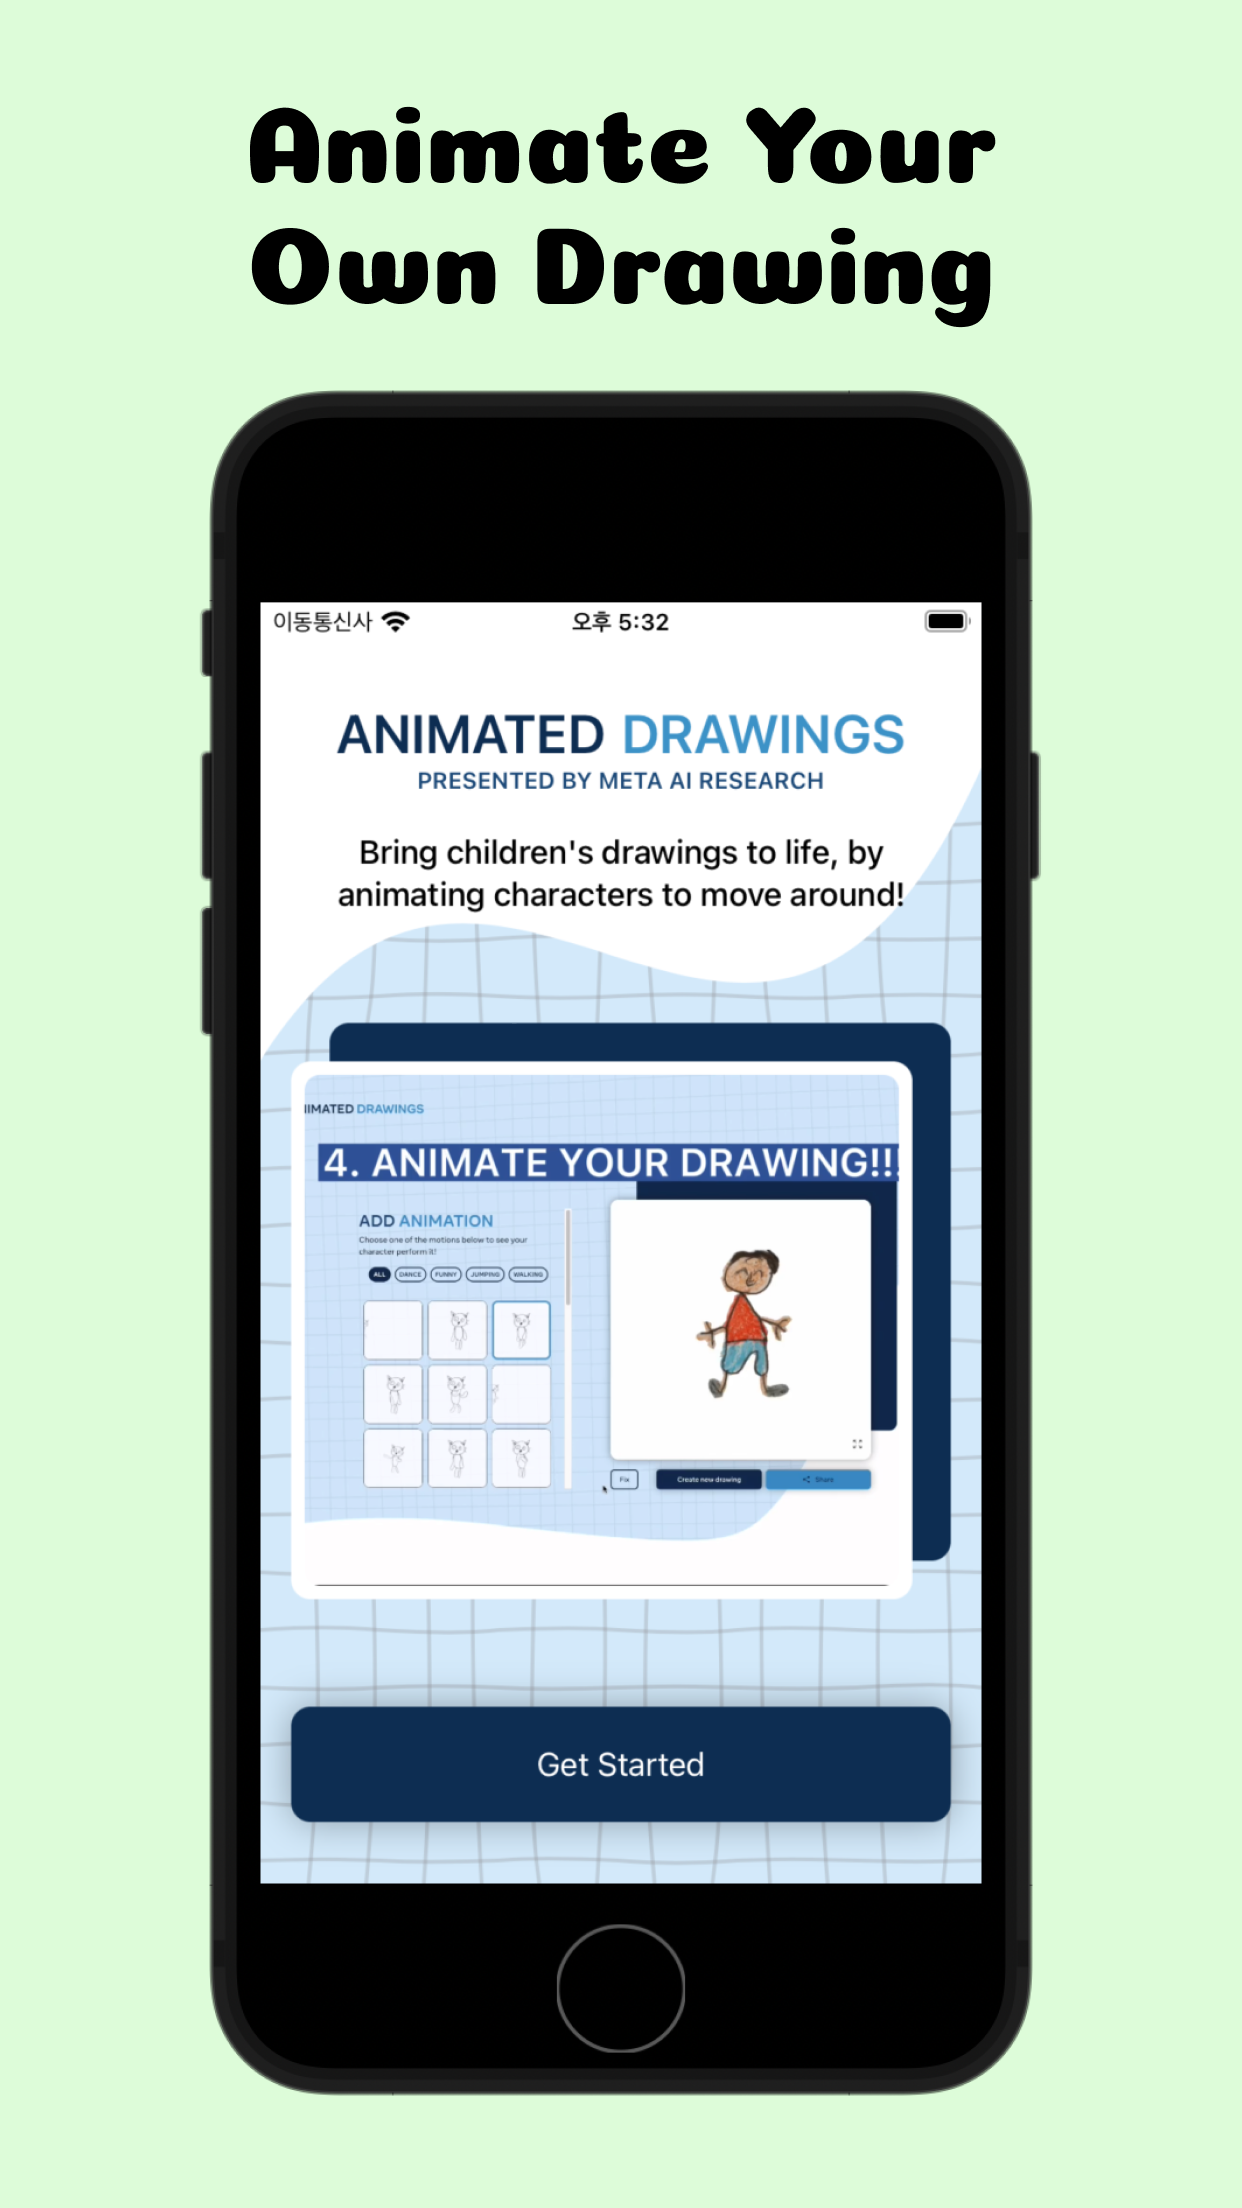 Animate Your
Own Drawing
이동통신사
오후 5:32
ANIMATED DRAWINGS
PRESENTED BY META AI RESEARCH
Bring children's drawings to life, by
animating characters to move around!
IMATED DRAWINGS
4. ANIMATE YOUR DRAWING!!!
ADD ANIMATION
Choose one of the motions below to see your
character perform it!
ALL DANCE FUNNY JUMPING WALKING
Fix
Create new drawing
Share
Get Started